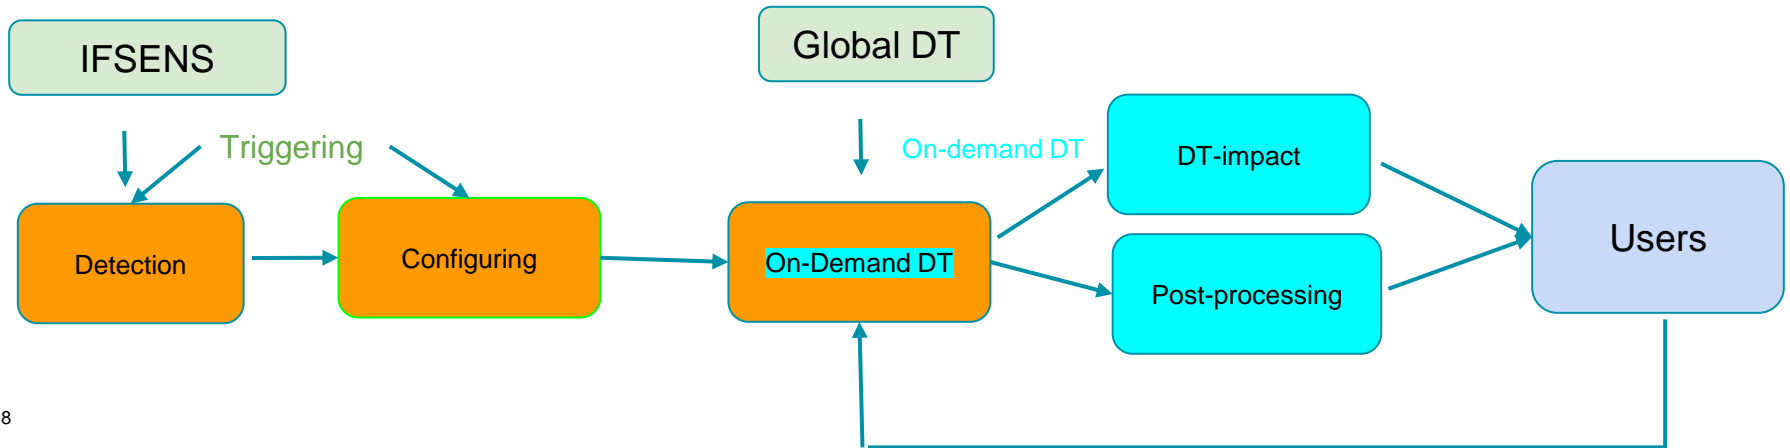 IFSENS
Global DT
Triggering
On-demand DT
DT-impact
Detection
Configuring
On-Demand DT
Post-processing
Users
8